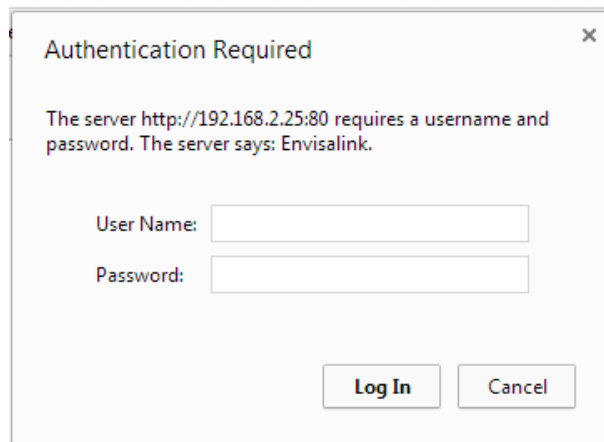 Authentication Required
The server http://192.168.2.25:80 requires a username and
password. The server says: Envisalink.
User Name:
Password:
Log In Cancel